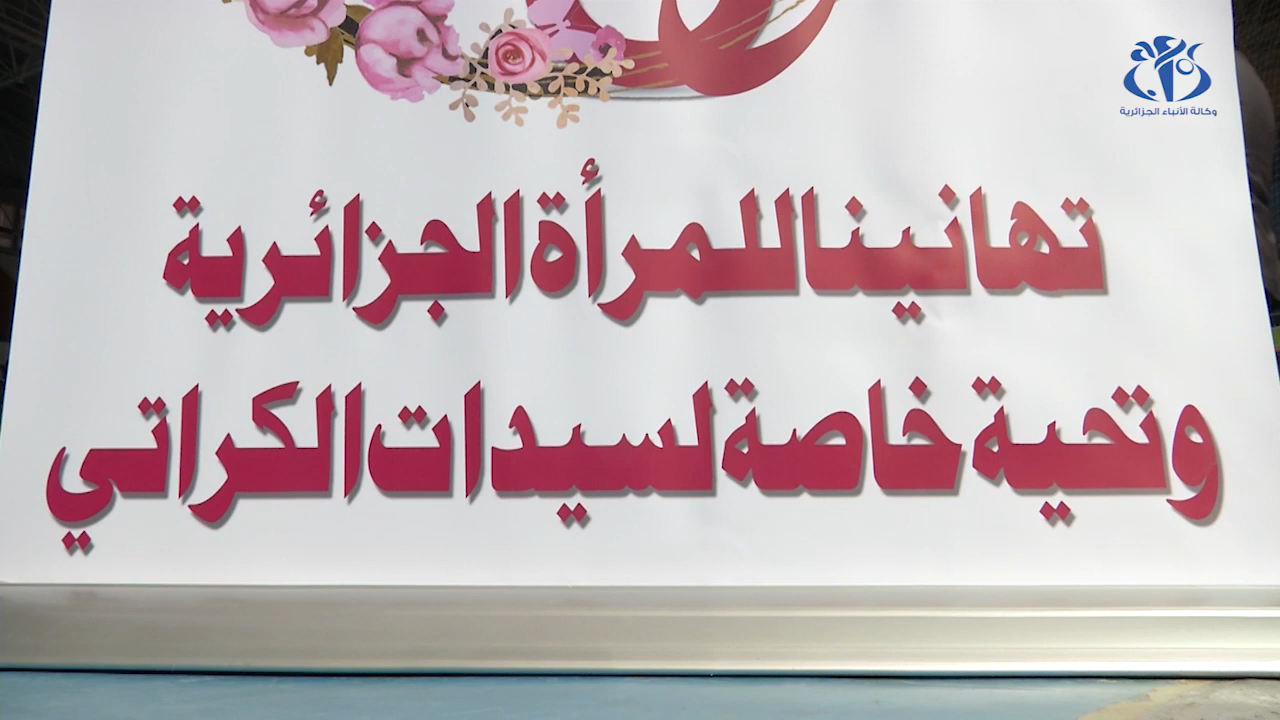 وكالة الأنباء الجزائرية
تهانينا للمرأة الجزائرية
وتحية خاصة لسيدات الكراتي